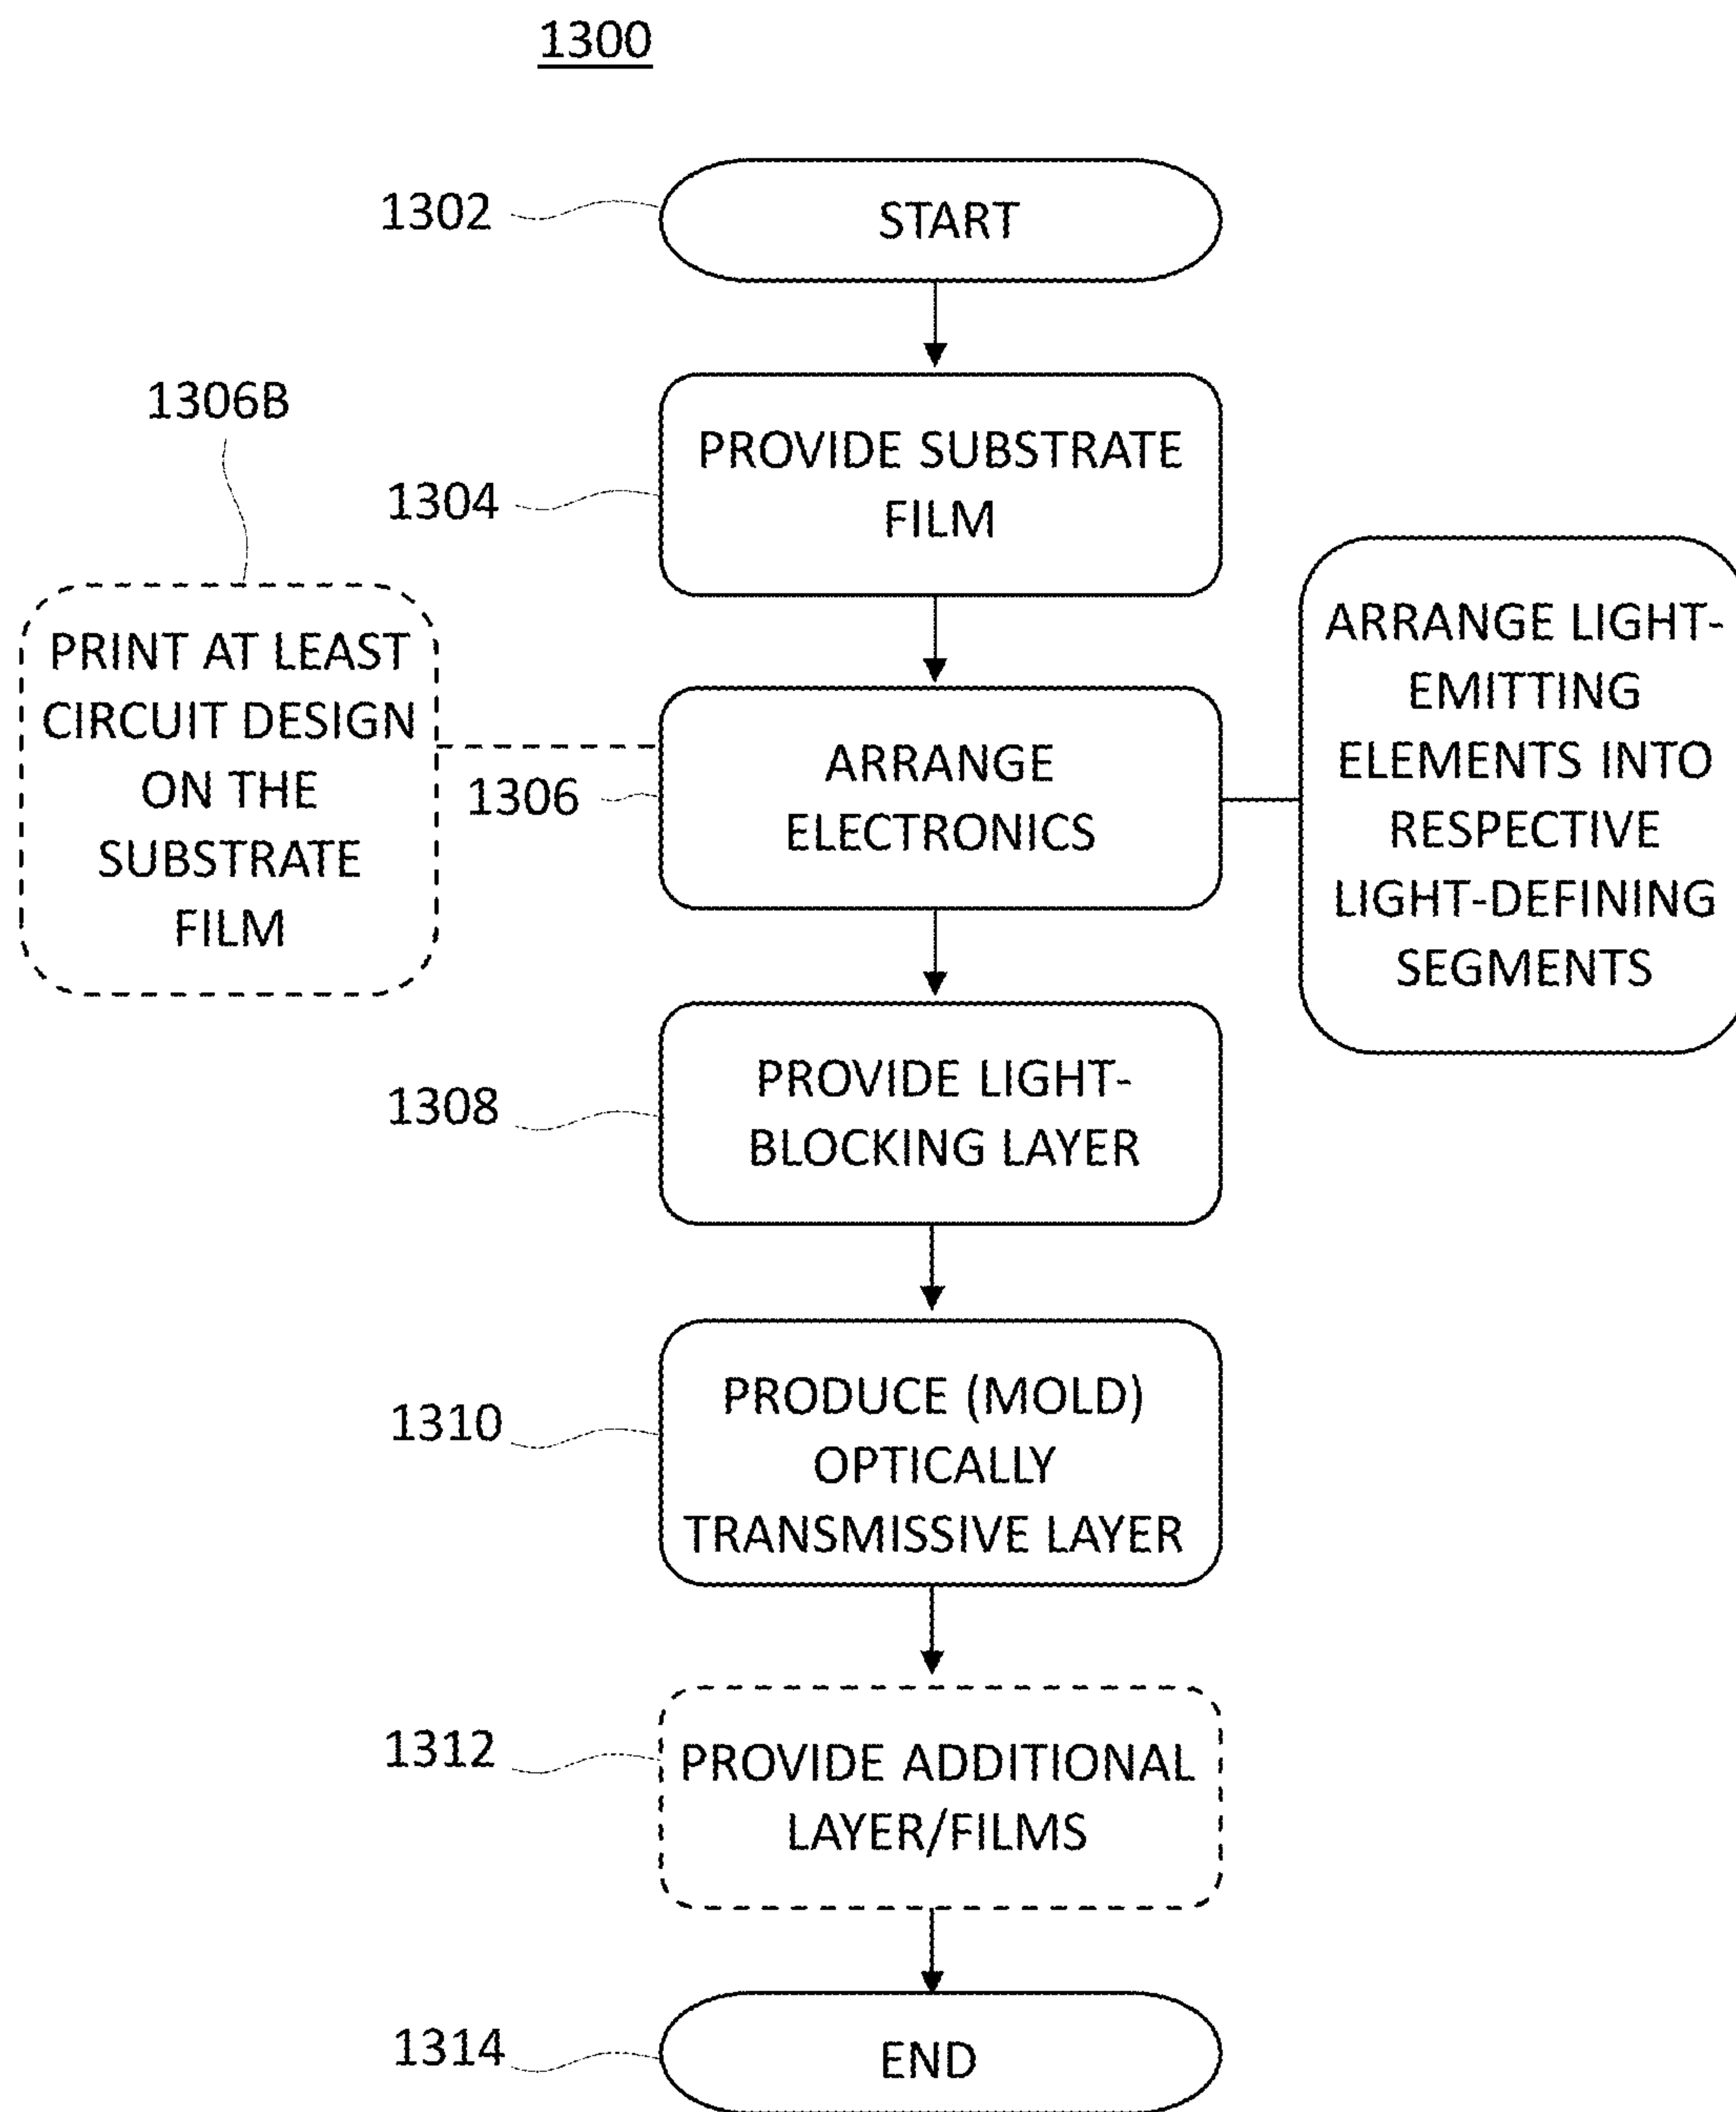 1300
1302
START
1304
PROVIDE SUBSTRATE
FILM
1306B
PRINT AT LEAST
CIRCUIT DESIGN
ON THE
SUBSTRATE
FILM
1306
ARRANGE
ELECTRONICS
ARRANGE LIGHT-
EMITTING
ELEMENTS INTO
RESPECTIVE
LIGHT-DEFINING
SEGMENTS
1308
PROVIDE LIGHT-
BLOCKING LAYER
1310
PRODUCE (MOLD)
OPTICALLY
TRANSMISSIVE LAYER
1312
PROVIDE ADDITIONAL
LAYER/FILMS
1314
END